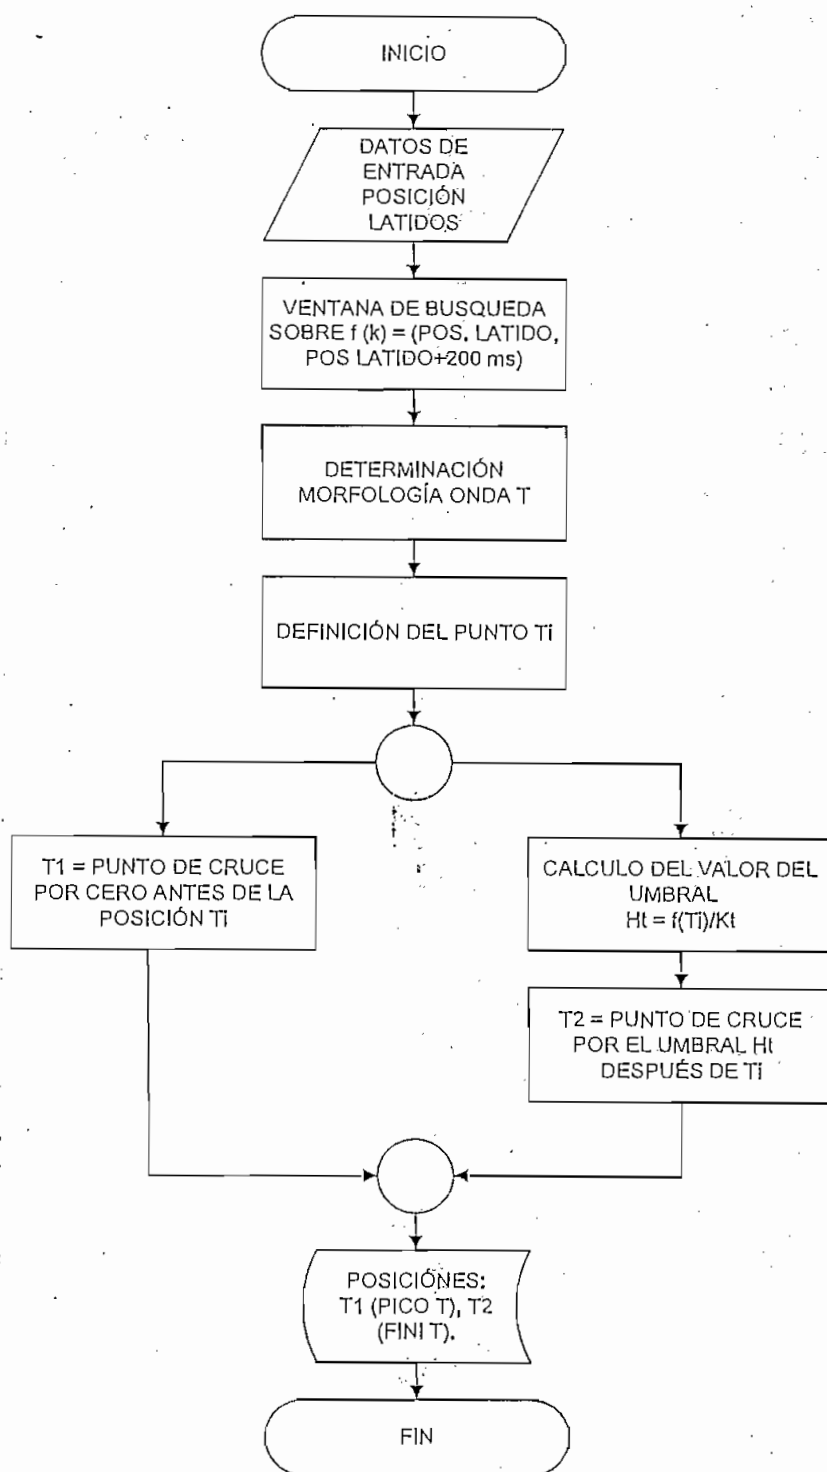 INICIO
DATOS DE
ENTRADA
POSICIÓN
LATIDOS
VENTANA DE BUSQUEDA
SOBRE f (k) = (POS. LATIDO,
POS LATIDO+200 ms)
DETERMINACIÓN
MORFOLOGÍA ONDA T
DEFINICIÓN DEL PUNTO Ti
T1 = PUNTO DE CRUCE
POR CERO ANTES DE LA
POSICIÓN Ti
CALCULO DEL VALOR DEL
UMBRAL
Ht = f(Ti)/Kt
T2 = PUNTO DE CRUCE
POR EL UMBRAL Ht
DESPUÉS DE Ti
POSICIÓNES:
T1 (PICO T), T2
(FINI T).
FIN